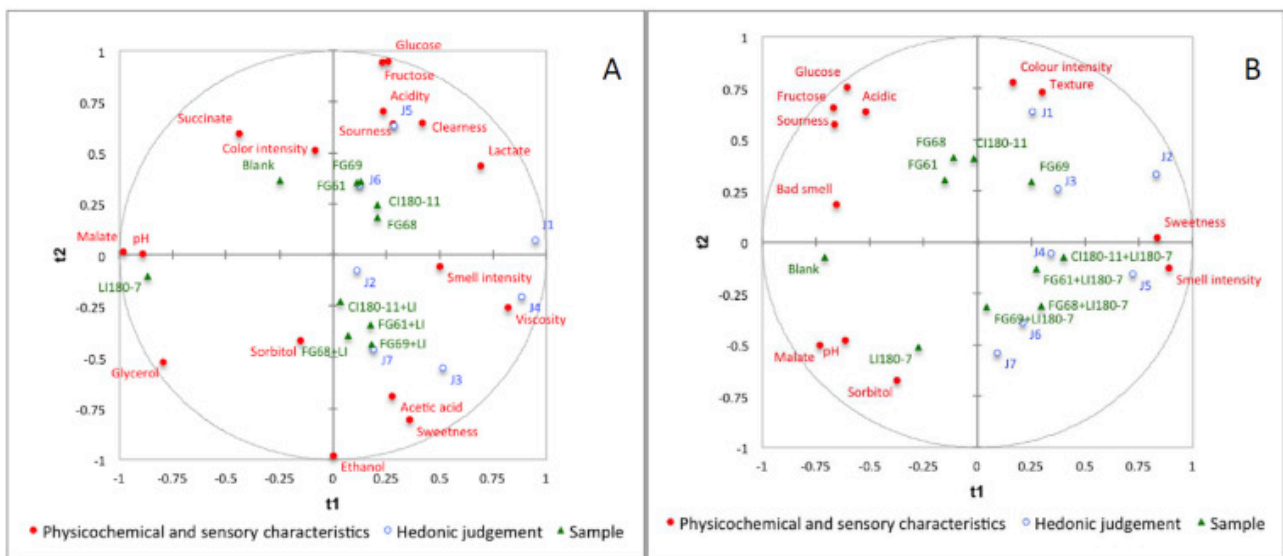 A
1
0.75
0.5
0.25
0
-0.25
-0.5
-0.75
-1
t2
-1 -0.75 -0.5 -0.25 0 0.25 0.5 0.75 1
t1
Glucose
Fructose
Acidity
J5
Sourness
Clearness
Succinate
Color intensity
Lactate
Blank
FG69
FG61
J6
CI180-11
FG68
J1
Malate
pH
LI180-7
Smell intensity
J2
J4
Viscosity
CI180-11+LI
FG61+LI
Sorbitol
FG68+LI
FG69+LI
J7
J3
Glycerol
Acetic acid
Sweetness
Ethanol
Physicochemical and sensory characteristics
Hedonic judgement
Sample
B
1
0.75
0.5
0.25
0
-0.25
-0.5
-0.75
-1
t2
-1 -0.75 -0.5 -0.25 0 0.25 0.5 0.75 1
t1
Glucose
Colour intensity
Texture
Fructose
Acidic
Sourness
J1
FG68
CI180-11
FG61
FG69
J2
J3
Bad smell
Sweetness
Blank
J4
CI180-11+LI180-7
FG61+LI180-7
J5
Smell intensity
FG68+LI180-7
FG69+LI180-7
J6
Malate
pH
LI180-7
J7
Sorbitol
Physicochemical and sensory characteristics
Hedonic judgement
Sample